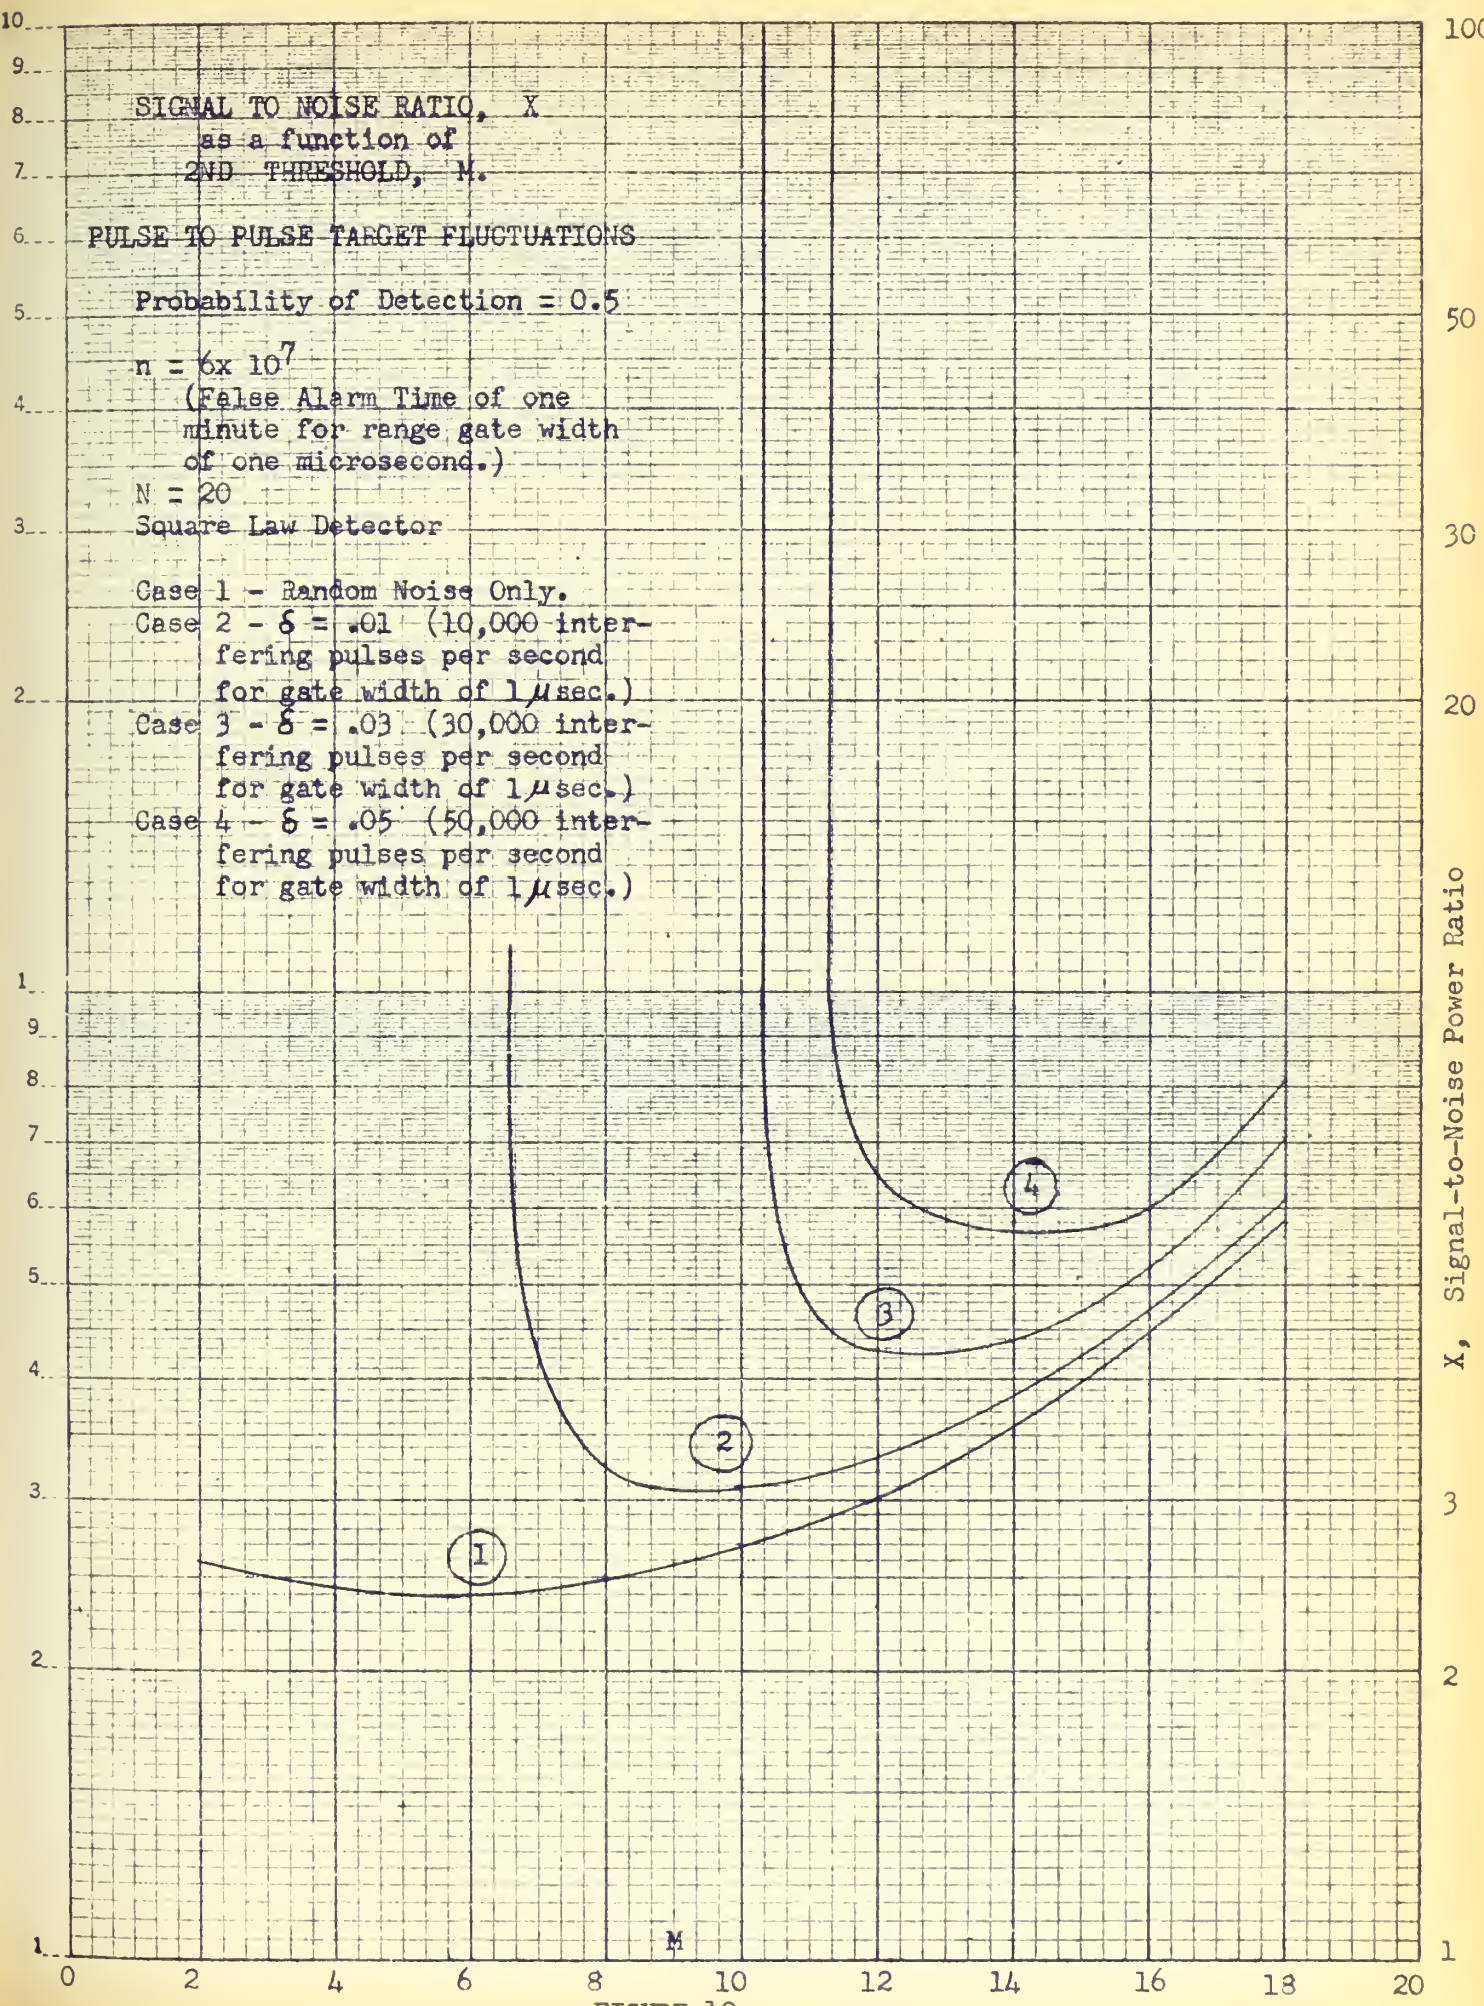 SIGNAL TO NOISE RATIO, X
as a function of
2ND THRESHOLD, M.
PULSE TO PULSE TARGET FLUCTUATIONS
Probability of Detection = 0.5
n = 6x 10⁷
(False Alarm Time of one
minute for range gate width
of one microsecond.)
N = 20
Square Law Detector
Case 1 - Random Noise Only.
Case 2 - δ = .01 (10,000 inter-
fering pulses per second
for gate width of 1 μsec.)
Case 3 - δ = .03 (30,000 inter-
fering pulses per second
for gate width of 1 μsec.)
Case 4 - δ = .05 (50,000 inter-
fering pulses per second
for gate width of 1 μsec.)
10
9
8
7
6
5
4
3
2
1
9
8
7
6
5
4
3
2
1
100
50
30
20
X, Signal-to-Noise Power Ratio
3
2
1
4
3
2
1
M
0 2 4 6 8 10 12 14 16 18 20